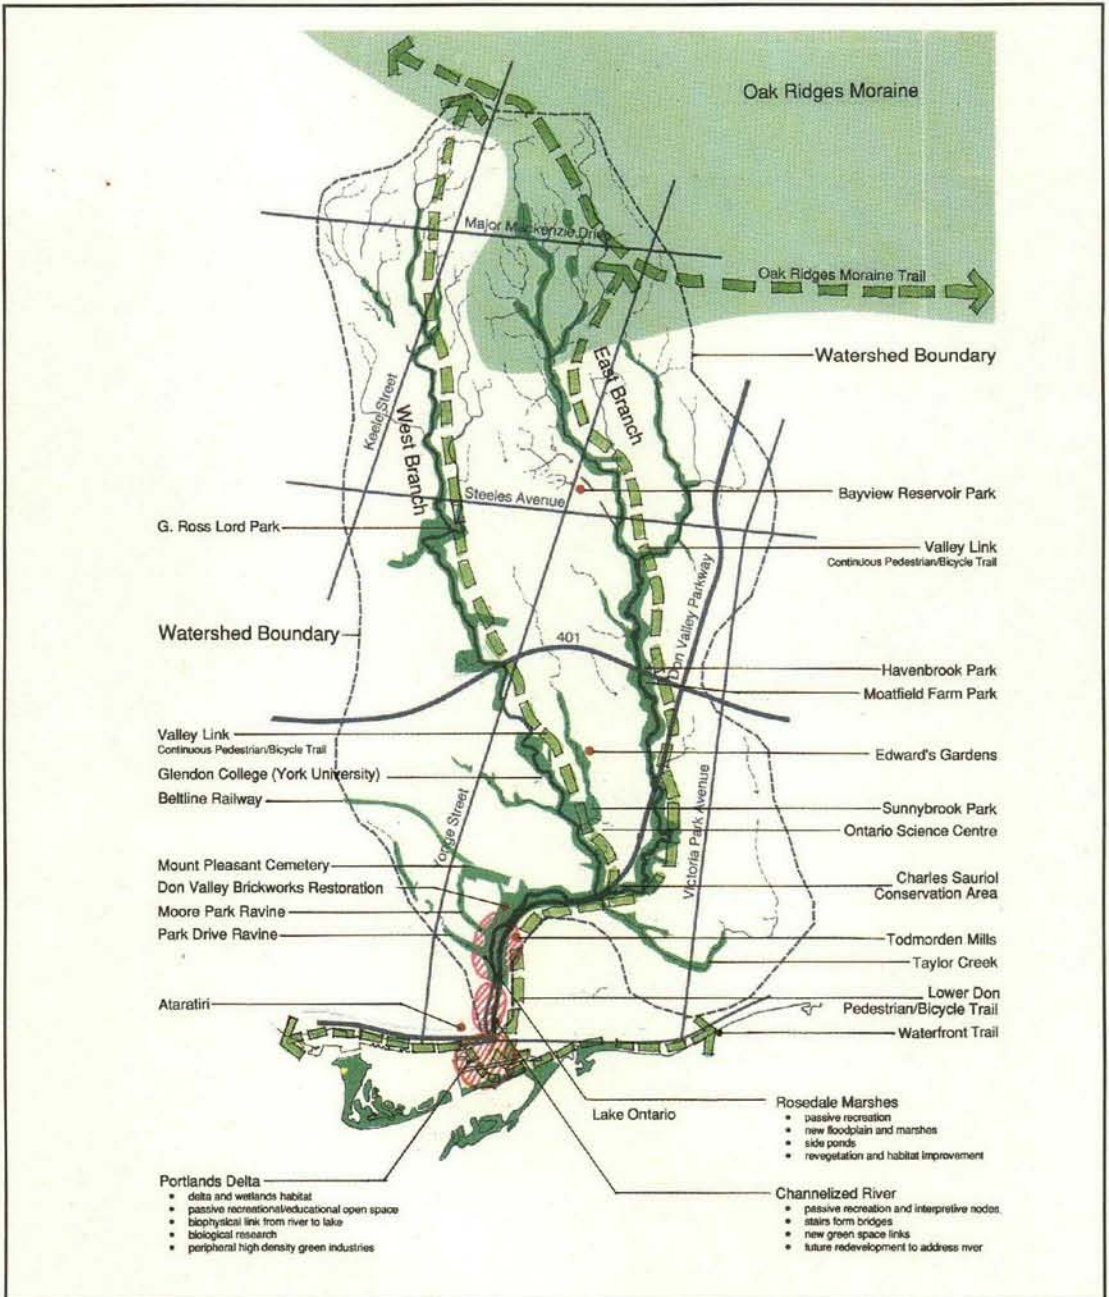 Oak Ridges Moraine
Major Mackenzie Drive
Oak Ridges Moraine Trail
Watershed Boundary
East Branch
Keele Street
West Branch
Bayview Reservoir Park
Steeles Avenue
G. Ross Lord Park
Valley Link
Continuous Pedestrian/Bicycle Trail
Don Valley Parkway
Watershed Boundary
401
Havenbrook Park
Moatfield Farm Park
Valley Link
Continuous Pedestrian/Bicycle Trail
Edward's Gardens
Glendon College (York University)
Beltline Railway
Sunnybrook Park
Yonge Street
Victoria Park Avenue
Ontario Science Centre
Mount Pleasant Cemetery
Charles Sauriol
Conservation Area
Don Valley Brickworks Restoration
Moore Park Ravine
Park Drive Ravine
Todmorden Mills
Taylor Creek
Ataratiri
Lower Don
Pedestrian/Bicycle Trail
Waterfront Trail
Lake Ontario
Rosedale Marshes
• passive recreation
• new floodplain and marshes
• side ponds
• revegetation and habitat improvement
Portlands Delta
• delta and wetlands habitat
• passive recreational/educational open space
• biophysical link from river to lake
• biological research
• peripheral high density green industries
Channelized River
• passive recreation and interpretive nodes
• stairs form bridges
• new green space links
• future redevelopment to address river